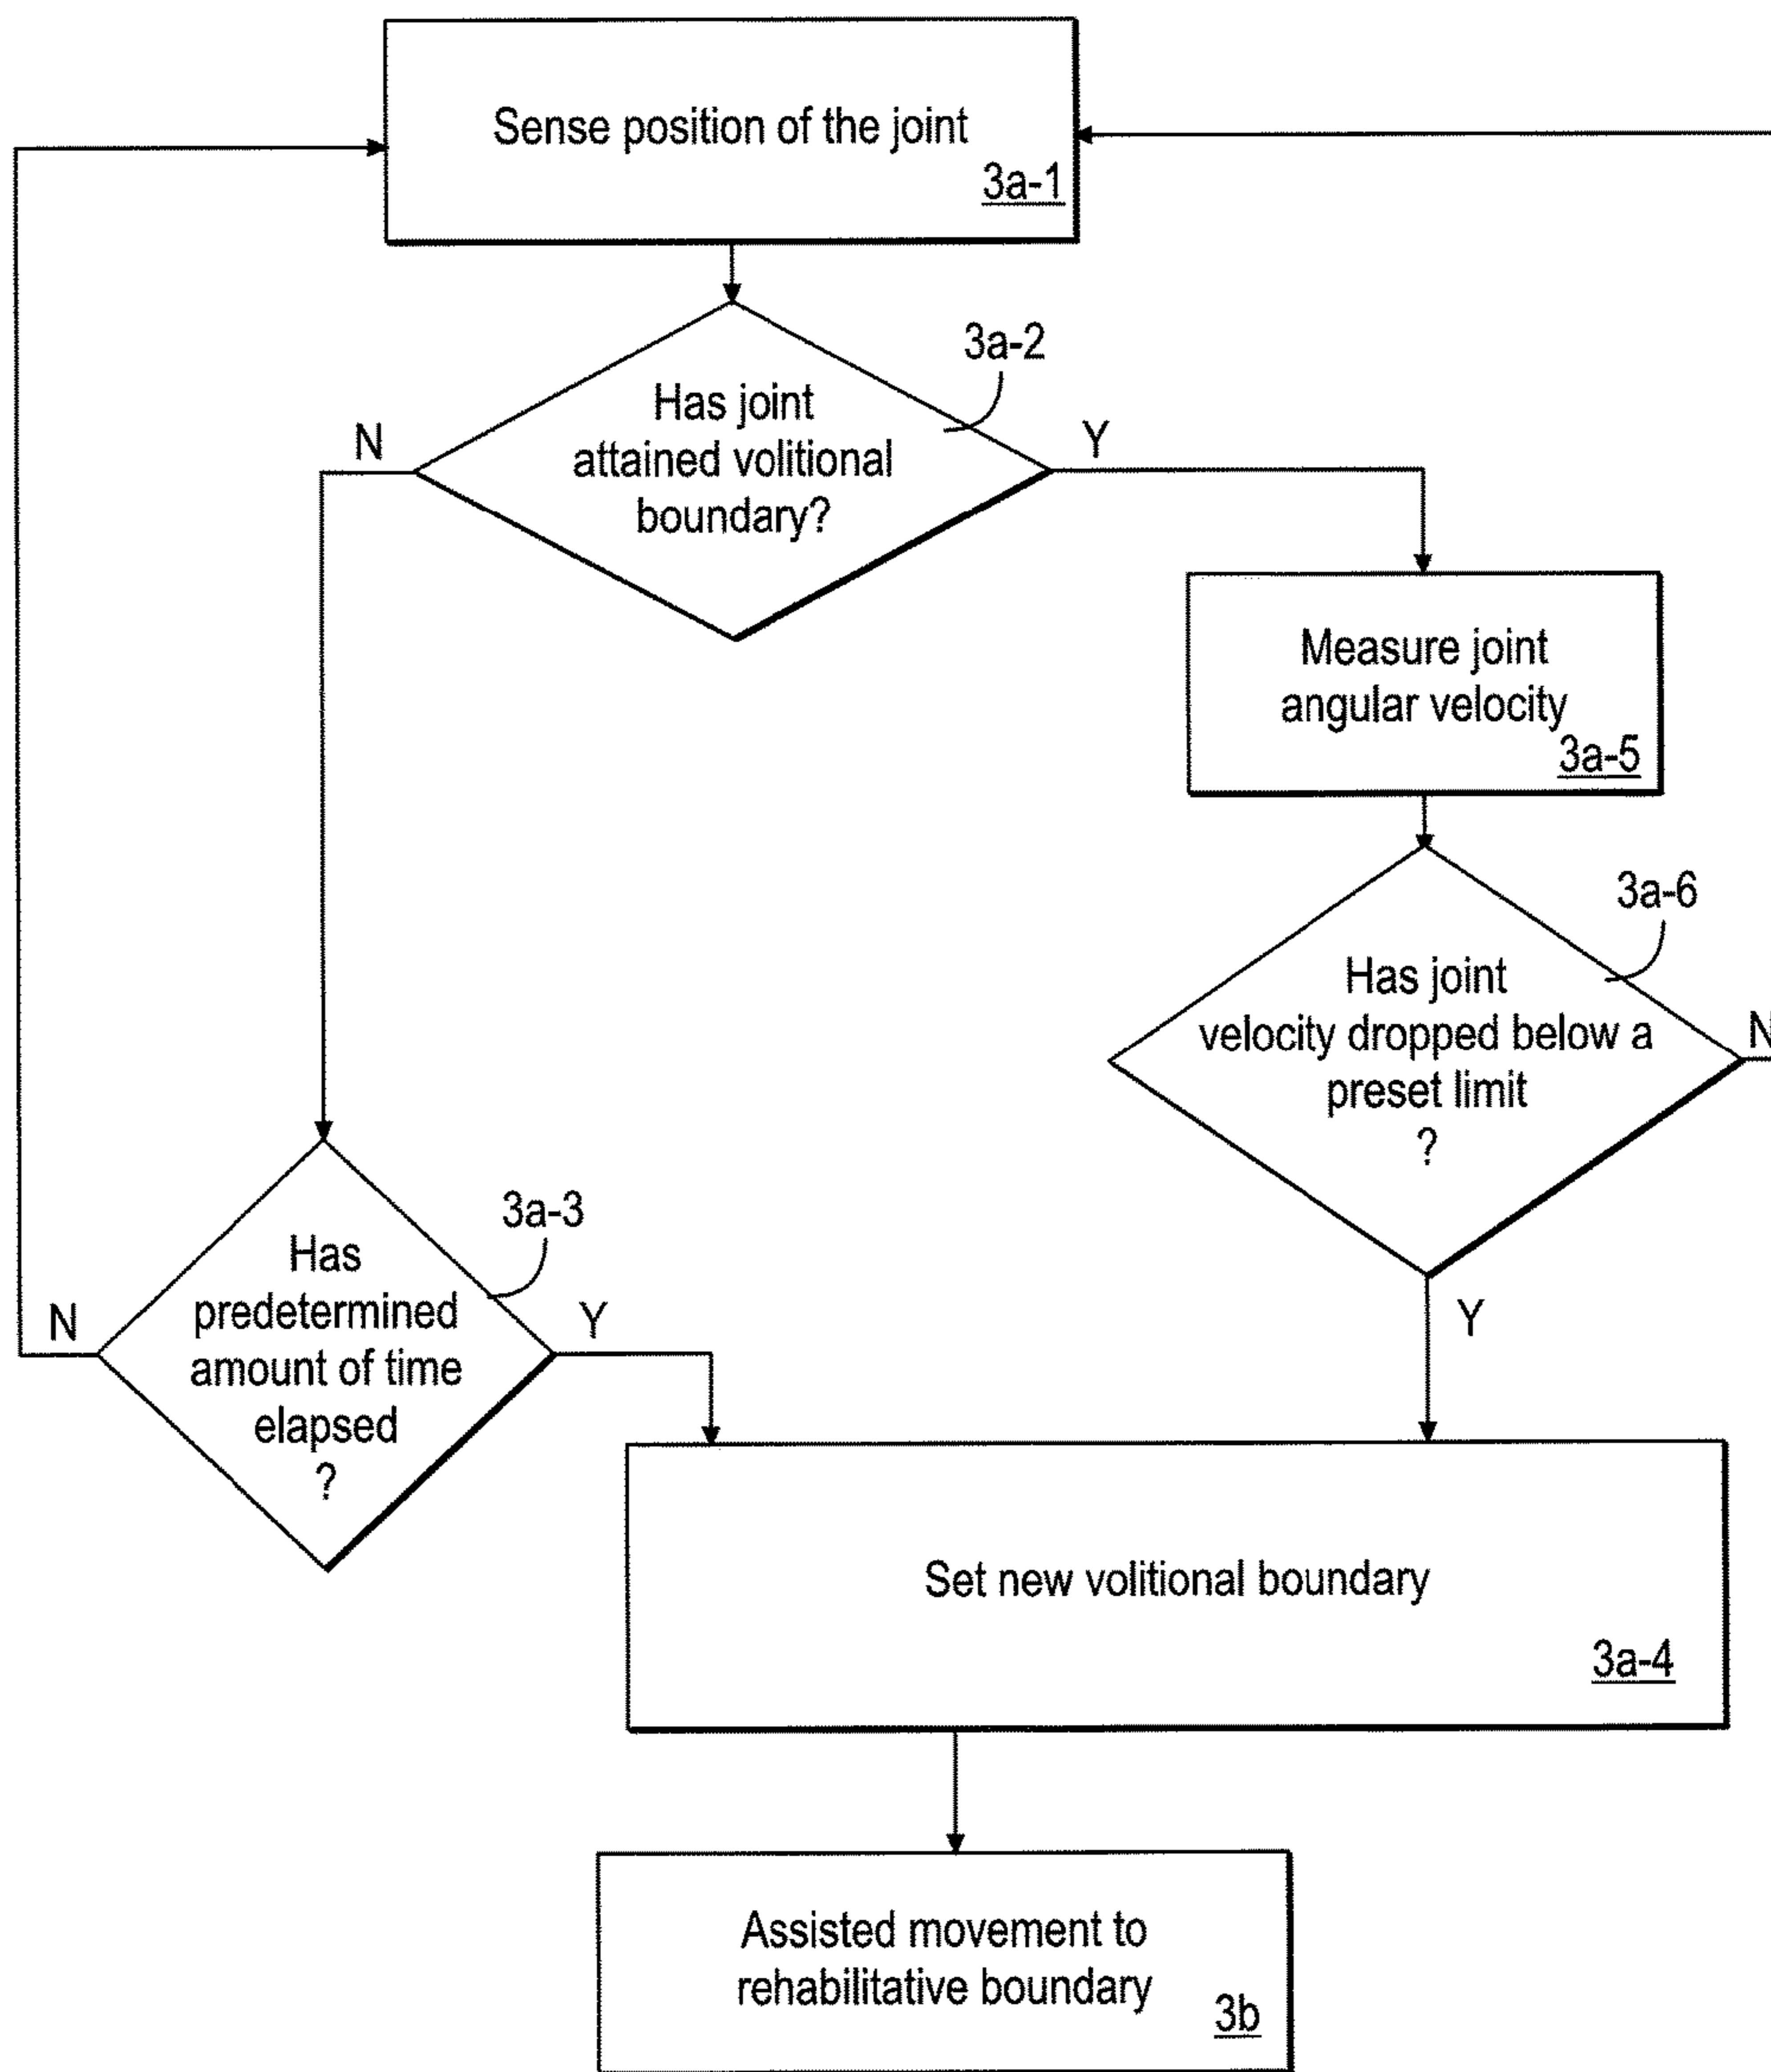 Sense position of the joint
3a-1
3a-2
Has joint
attained volitional
boundary?
N
Y
Measure joint
angular velocity
3a-5
3a-6
Has joint
velocity dropped below a
preset limit
?
N
Y
3a-3
Has
predetermined
amount of time
elapsed
?
N
Y
Set new volitional boundary
3a-4
Assisted movement to
rehabilitative boundary
3b